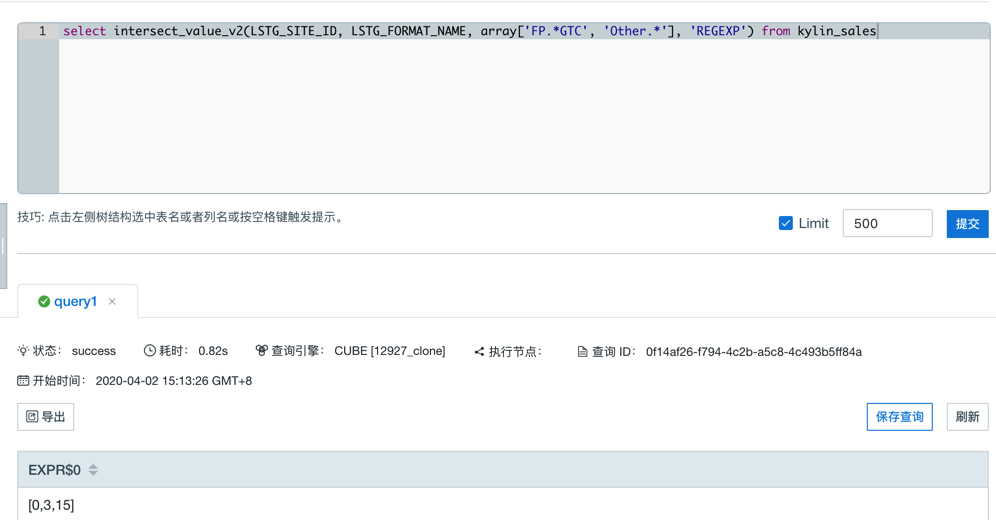 1 select intersect_value_v2(LSTG_SITE_ID, LSTG_FORMAT_NAME, array['FP.*GTC', 'Other.*'], 'REGEXP') from kylin_sales
技巧: 点击左侧树结构选中表名或者列名或按空格键触发提示。
Limit 500 提交
query1 ×
状态： success 耗时： 0.82s 查询引擎： CUBE [12927_clone] 执行节点： 查询 ID： 0f14af26-f794-4c2b-a5c8-4c493b5ff84a
开始时间： 2020-04-02 15:13:26 GMT+8
导出 保存查询 刷新
EXPR$0
[0,3,15]